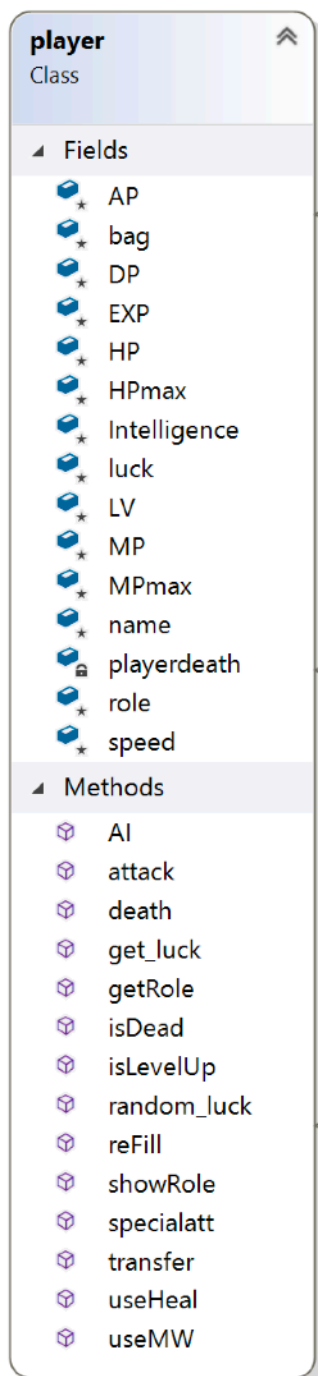 player
Class
Fields
AP
bag
DP
EXP
HP
HPmax
Intelligence
luck
LV
MP
MPmax
name
playerdeath
role
speed
Methods
AI
attack
death
get_luck
getRole
isDead
isLevelUp
random_luck
reFill
showRole
specialatt
transfer
useHeal
useMW